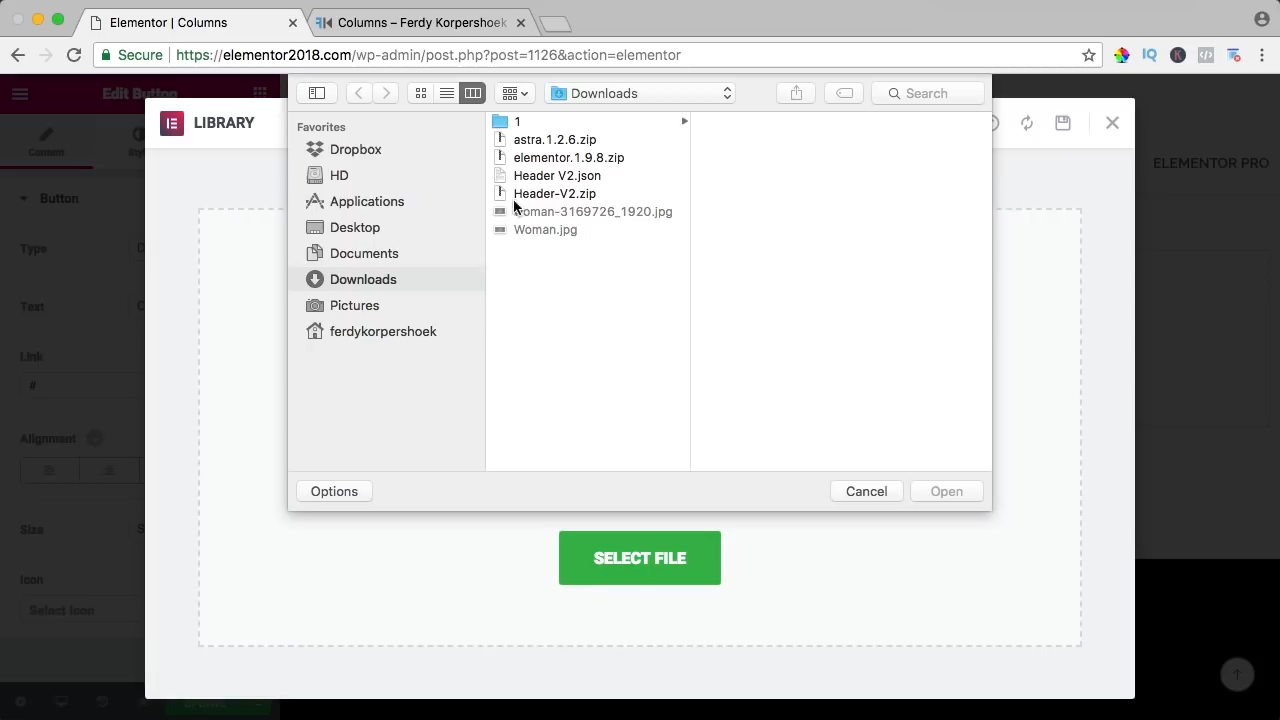 Elementor | Columns
Columns – Ferdy Korpershoek
Secure
https://elementor2018.com/wp-admin/post.php?post=1126&action=elementor
Edit Button
Downloads
Search
LIBRARY
Favorites
Dropbox
HD
Applications
Desktop
Documents
Downloads
Pictures
ferdykorpershoek
1
astra.1.2.6.zip
elementor.1.9.8.zip
Header V2.json
Header-V2.zip
woman-3169726_1920.jpg
Woman.jpg
ELEMENTOR PRO
Content
Button
Type
Text
Link
#
Alignment
Size
Icon
Select Icon
Options
Cancel
Open
SELECT FILE